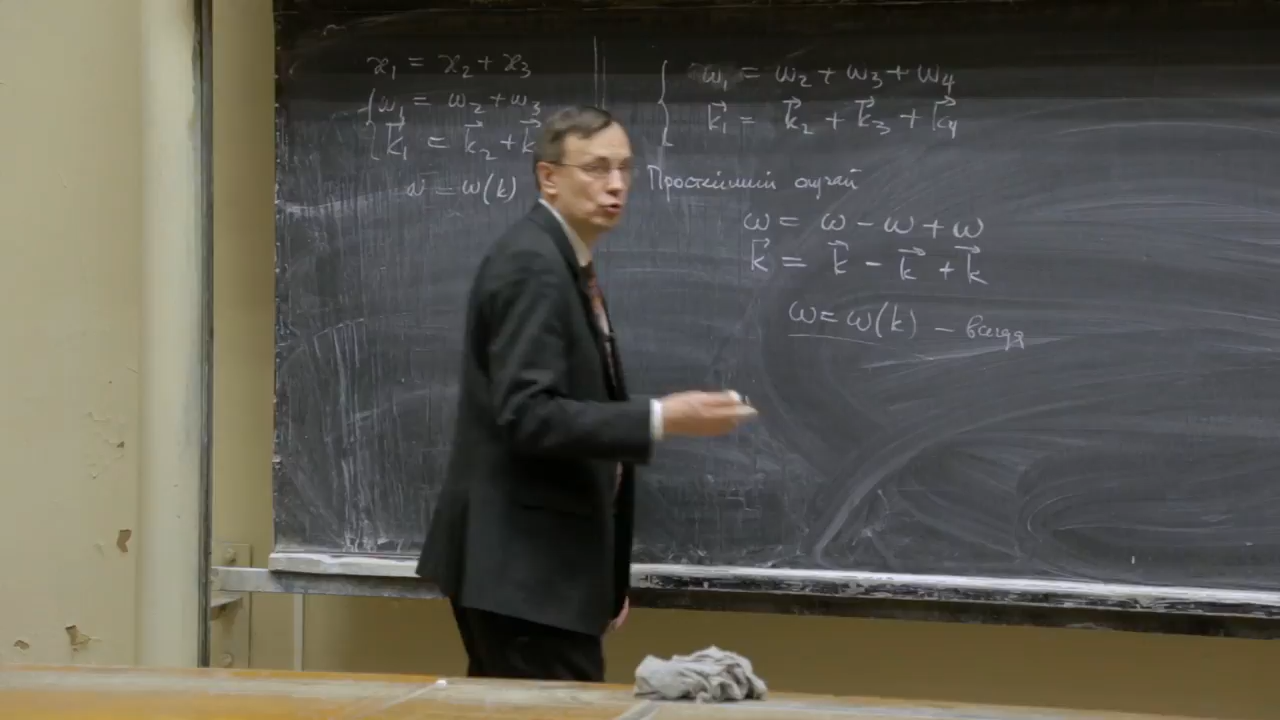 x₁ = x₂ + x₃
{ω₁ = ω₂ + ω₃
k⃗₁ = k⃗₂ + k
ω = ω(k)
{ ω₁ = ω₂ + ω₃ + ω₄
k⃗₁ = k⃗₂ + k⃗₃ + k⃗₄
Простейший случай
ω = ω - ω + ω
k⃗ = k⃗ - k⃗ + k⃗
ω = ω(k) - всегда